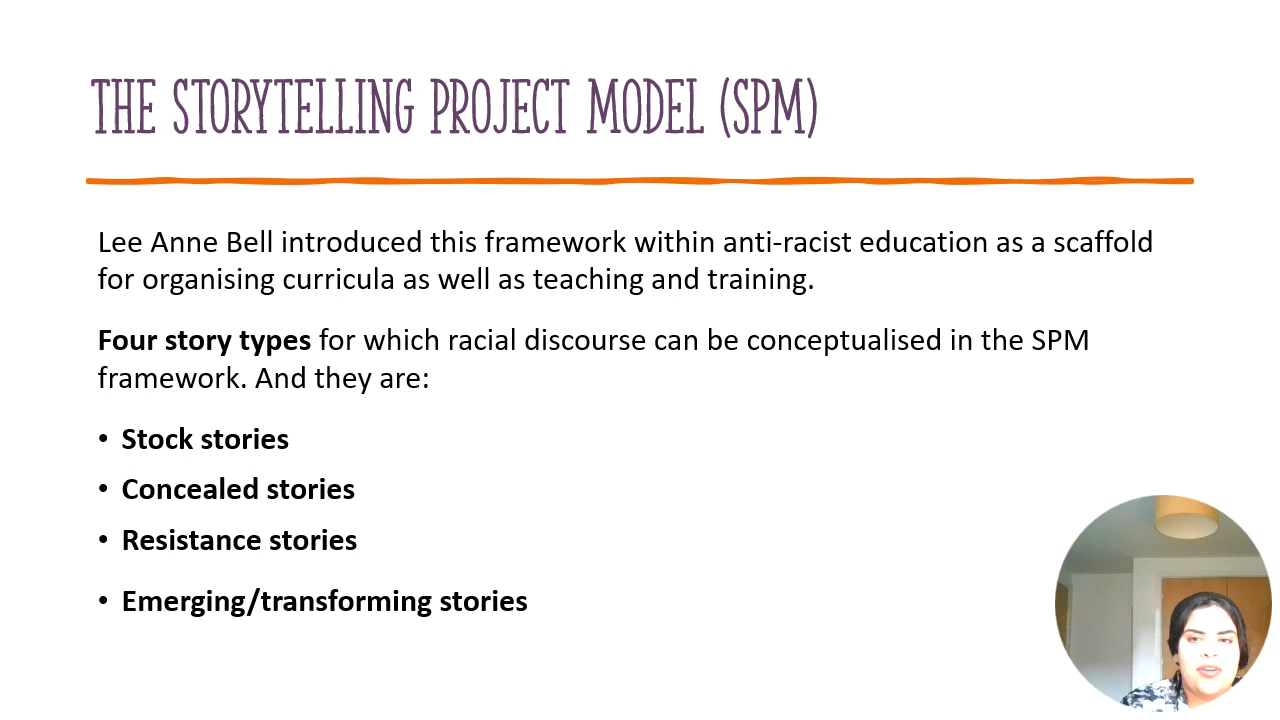 THE STORYTELLING PROJECT MODEL (SPM)
Lee Anne Bell introduced this framework within anti-racist education as a scaffold
for organising curricula as well as teaching and training.
Four story types for which racial discourse can be conceptualised in the SPM
framework. And they are:
• Stock stories
• Concealed stories
• Resistance stories
• Emerging/transforming stories